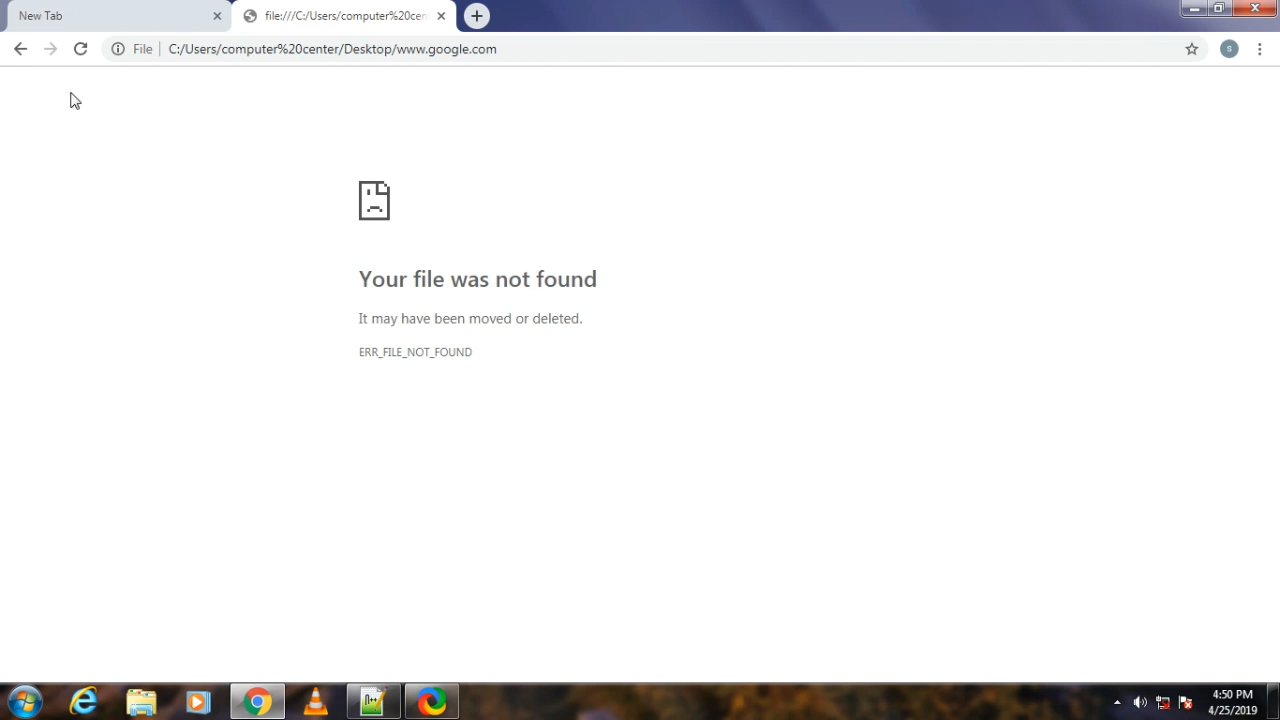 New Tab
file:///C:/Users/computer%20cen
File
C:/Users/computer%20center/Desktop/www.google.com
S
Your file was not found
It may have been moved or deleted.
ERR_FILE_NOT_FOUND
4:50 PM
4/25/2019